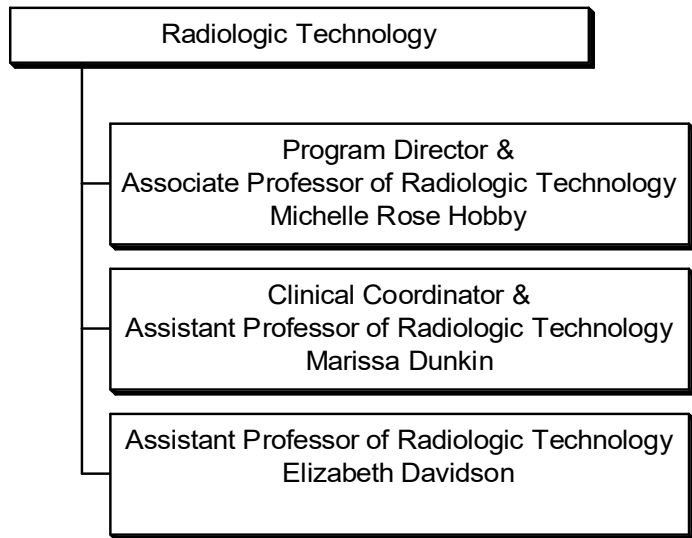 Radiologic Technology
Program Director &
Associate Professor of Radiologic Technology
Michelle Rose Hobby
Clinical Coordinator &
Assistant Professor of Radiologic Technology
Marissa Dunkin
Assistant Professor of Radiologic Technology
Elizabeth Davidson